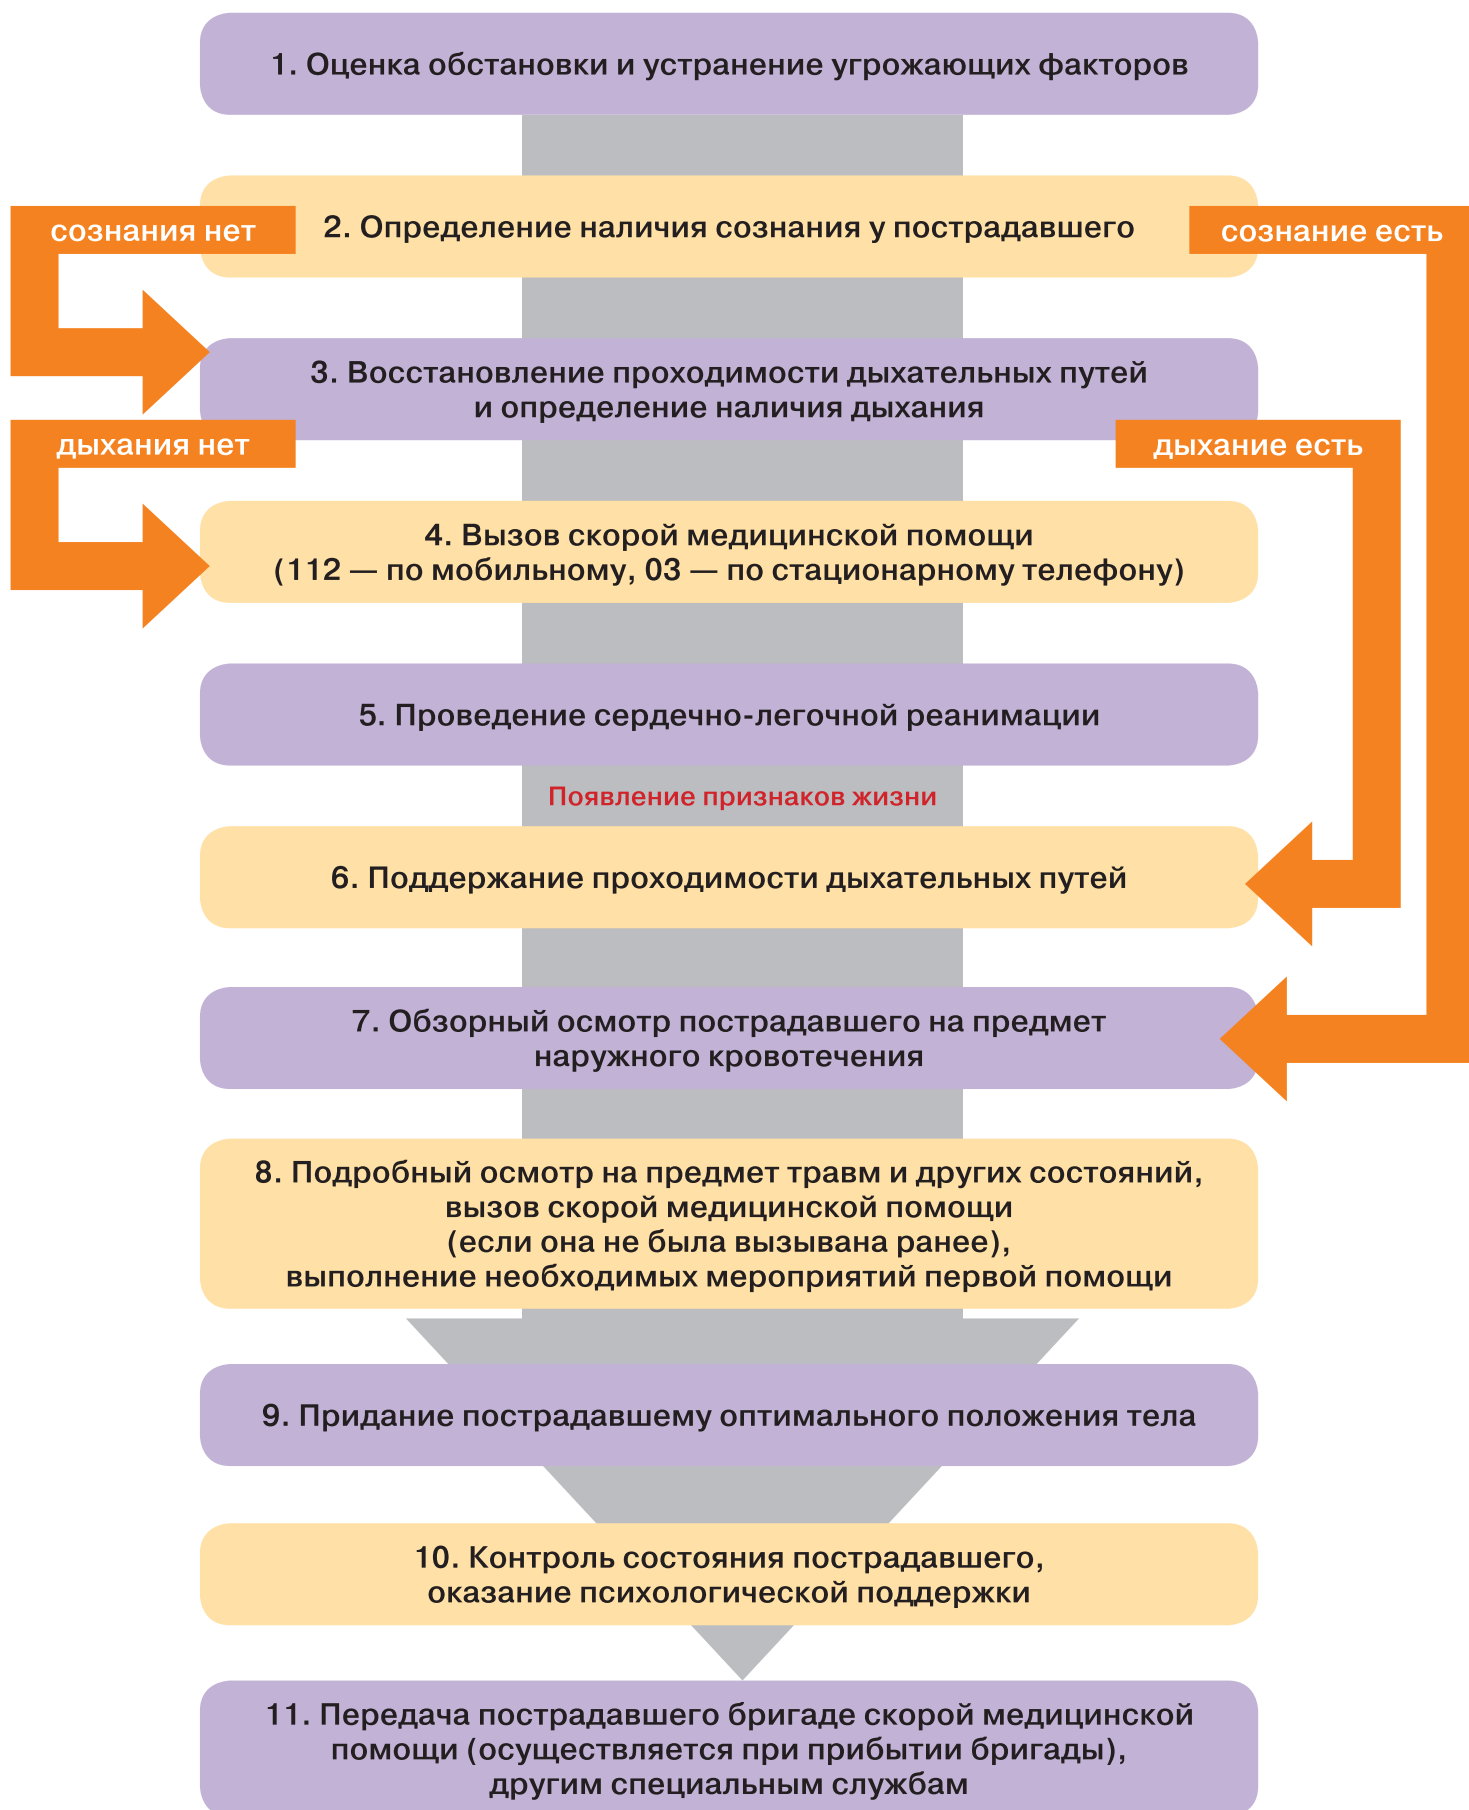 1. Оценка обстановки и устранение угрожающих факторов
сознания нет
2. Определение наличия сознания у пострадавшего
сознание есть
3. Восстановление проходимости дыхательных путей
и определение наличия дыхания
дыхания нет
дыхание есть
4. Вызов скорой медицинской помощи
(112 — по мобильному, 03 — по стационарному телефону)
5. Проведение сердечно-легочной реанимации
Появление признаков жизни
6. Поддержание проходимости дыхательных путей
7. Обзорный осмотр пострадавшего на предмет
наружного кровотечения
8. Подробный осмотр на предмет травм и других состояний,
вызов скорой медицинской помощи
(если она не была вызывана ранее),
выполнение необходимых мероприятий первой помощи
9. Придание пострадавшему оптимального положения тела
10. Контроль состояния пострадавшего,
оказание психологической поддержки
11. Передача пострадавшего бригаде скорой медицинской
помощи (осуществляется при прибытии бригады),
другим специальным службам